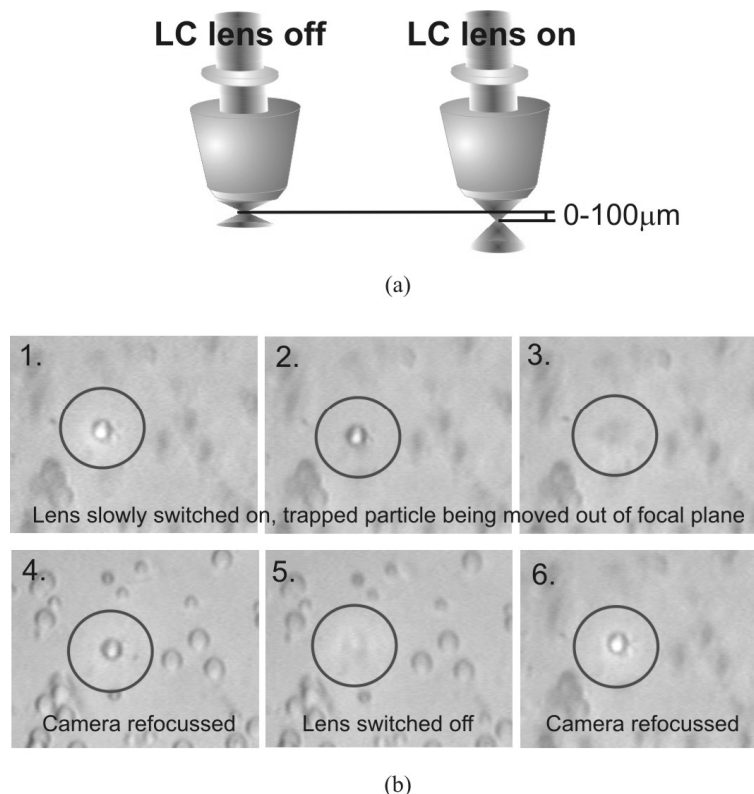 LC lens off LC lens on
0-100μm
(a)
1. 2. 3.
Lens slowly switched on, trapped particle being moved out of focal plane
4. 5. 6.
Camera refocussed Lens switched off Camera refocussed
(b)